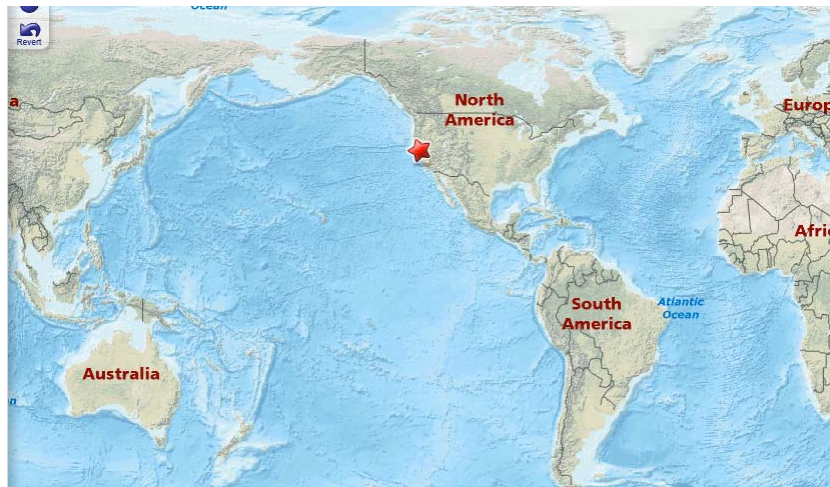 Ocean
Revert
North
America
a
Europ
Afric
South
America
Atlantic
Ocean
Australia
n